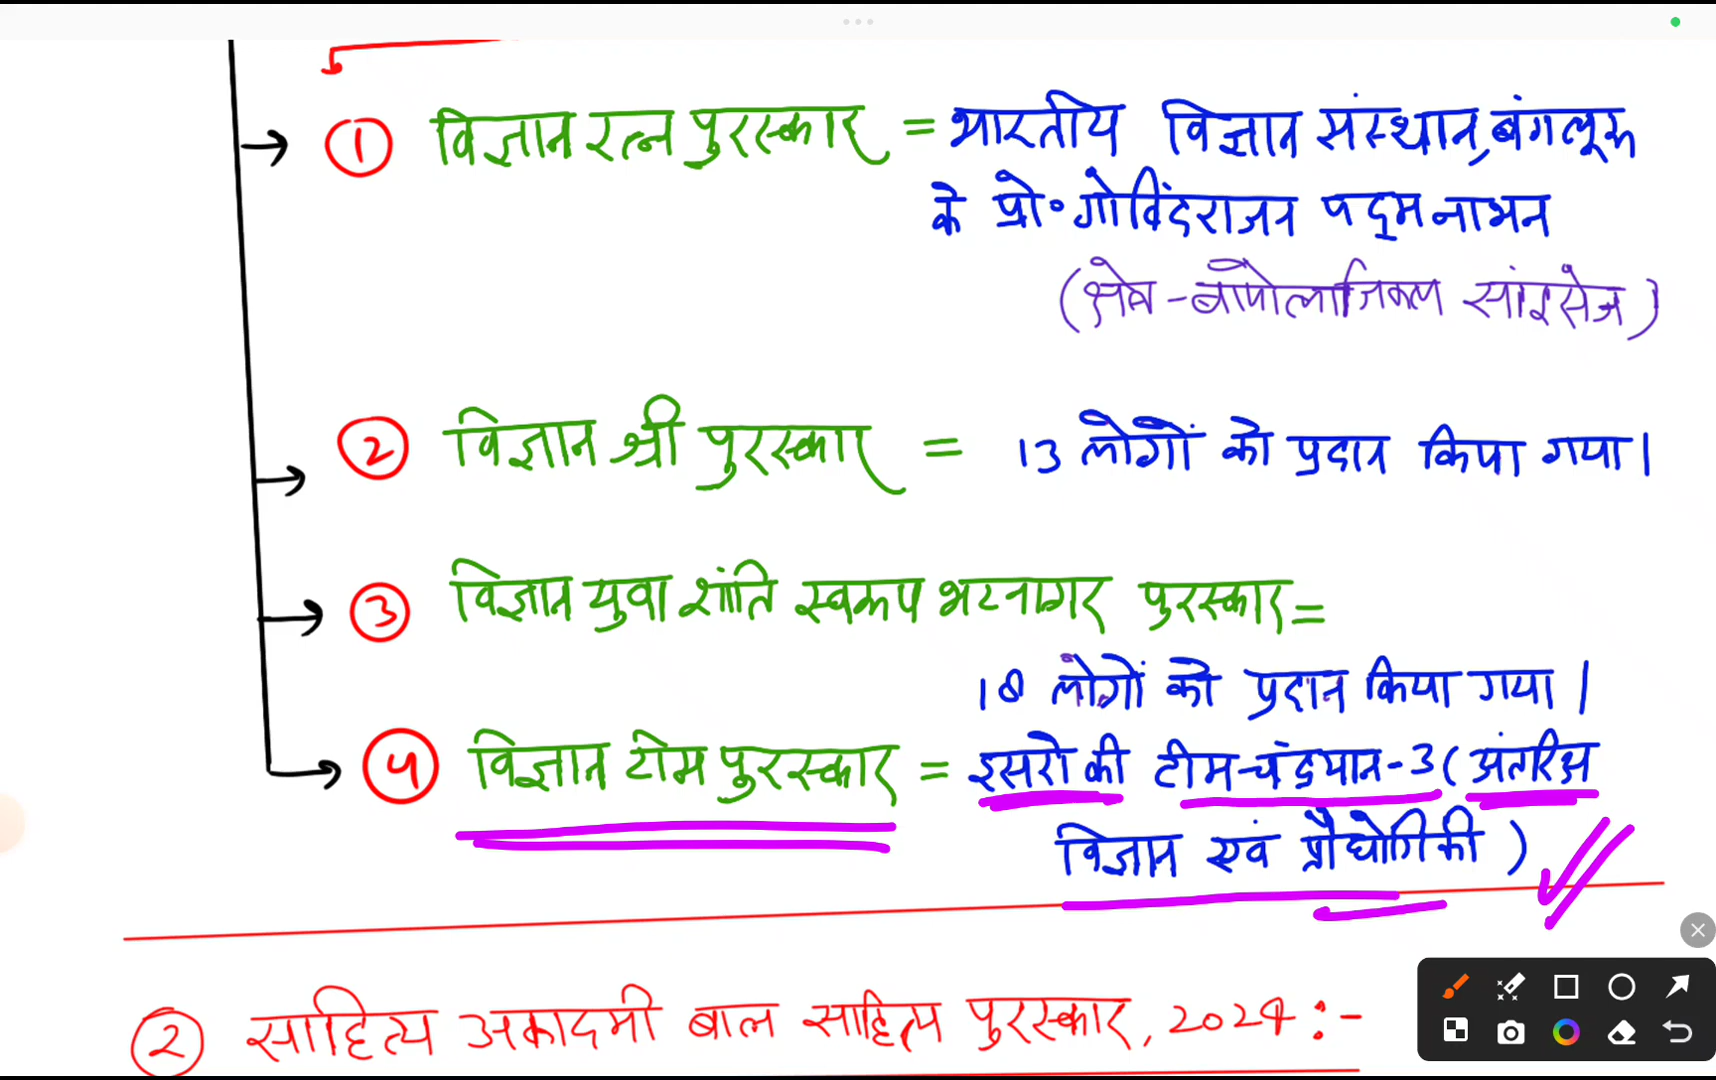 ① विज्ञान रत्न पुरस्कार = भारतीय विज्ञान संस्थान, बंगलूरू
के प्रो॰ गोविंदराजन पद्मनाभन
(क्षेत्र - बायोलाजिकल साइंसेज)
② विज्ञान श्री पुरस्कार = 13 लोगों को प्रदान किया गया।
③ विज्ञान युवा शांति स्वरूप भटनागर पुरस्कार =
18 लोगों को प्रदान किया गया।
④ विज्ञान टीम पुरस्कार = इसरो की टीम-चंद्रयान-3 (अंतरिक्ष
विज्ञान एवं प्रौद्योगिकी)
② साहित्य अकादमी बाल साहित्य पुरस्कार, 2024 :-